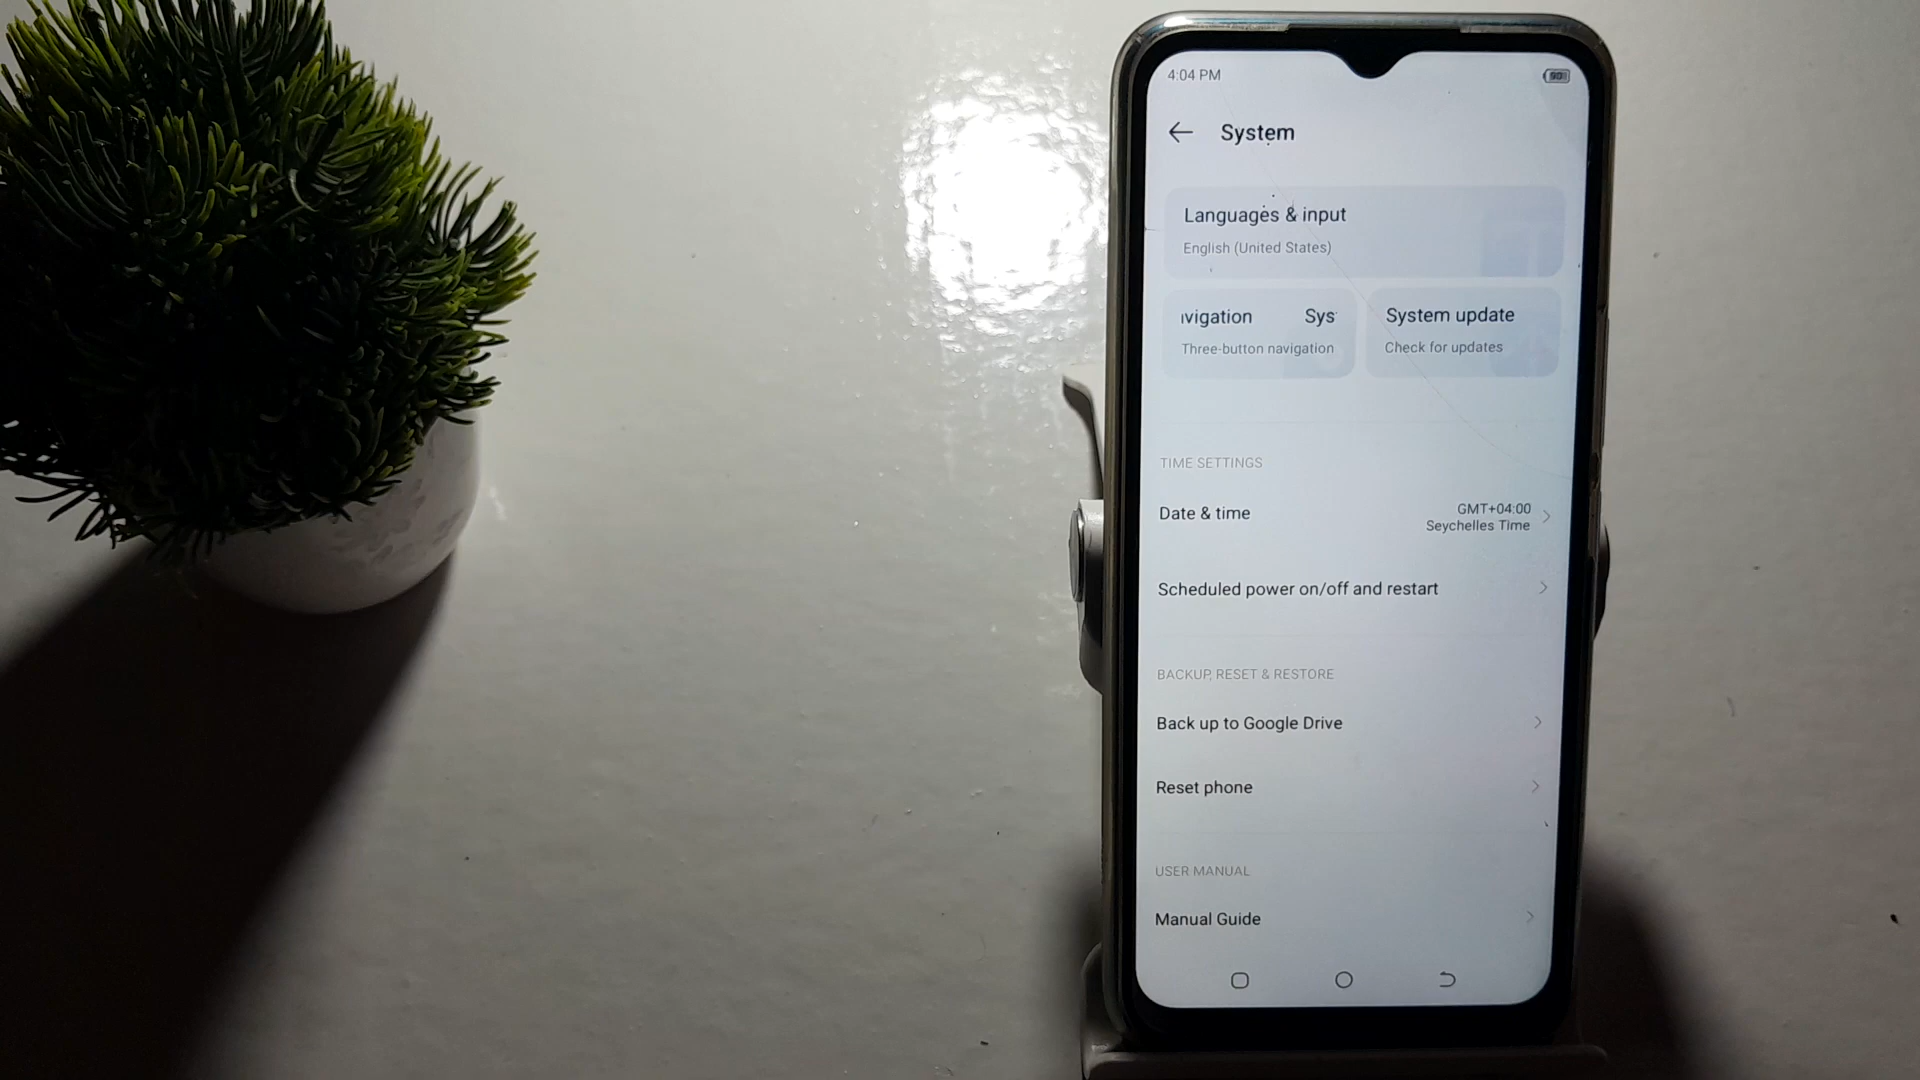 4:04 PM
90
System
Languages & input
English (United States)
vigation Sys
Three-button navigation
System update
Check for updates
TIME SETTINGS
Date & time
GMT+04:00
Seychelles Time
Scheduled power on/off and restart
BACKUP, RESET & RESTORE
Back up to Google Drive
Reset phone
USER MANUAL
Manual Guide